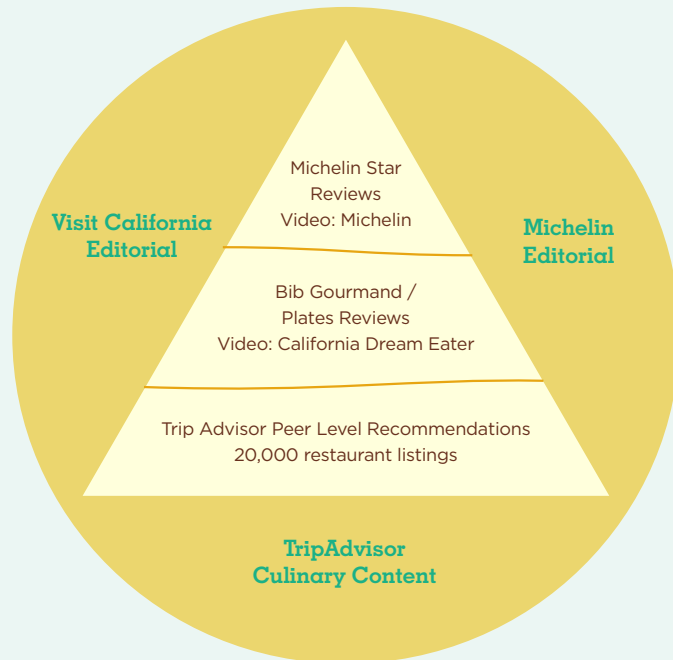 Michelin Star
Reviews
Video: Michelin
Visit California
Editorial
Michelin
Editorial
Bib Gourmand /
Plates Reviews
Video: California Dream Eater
Trip Advisor Peer Level Recommendations
20,000 restaurant listings
TripAdvisor
Culinary Content